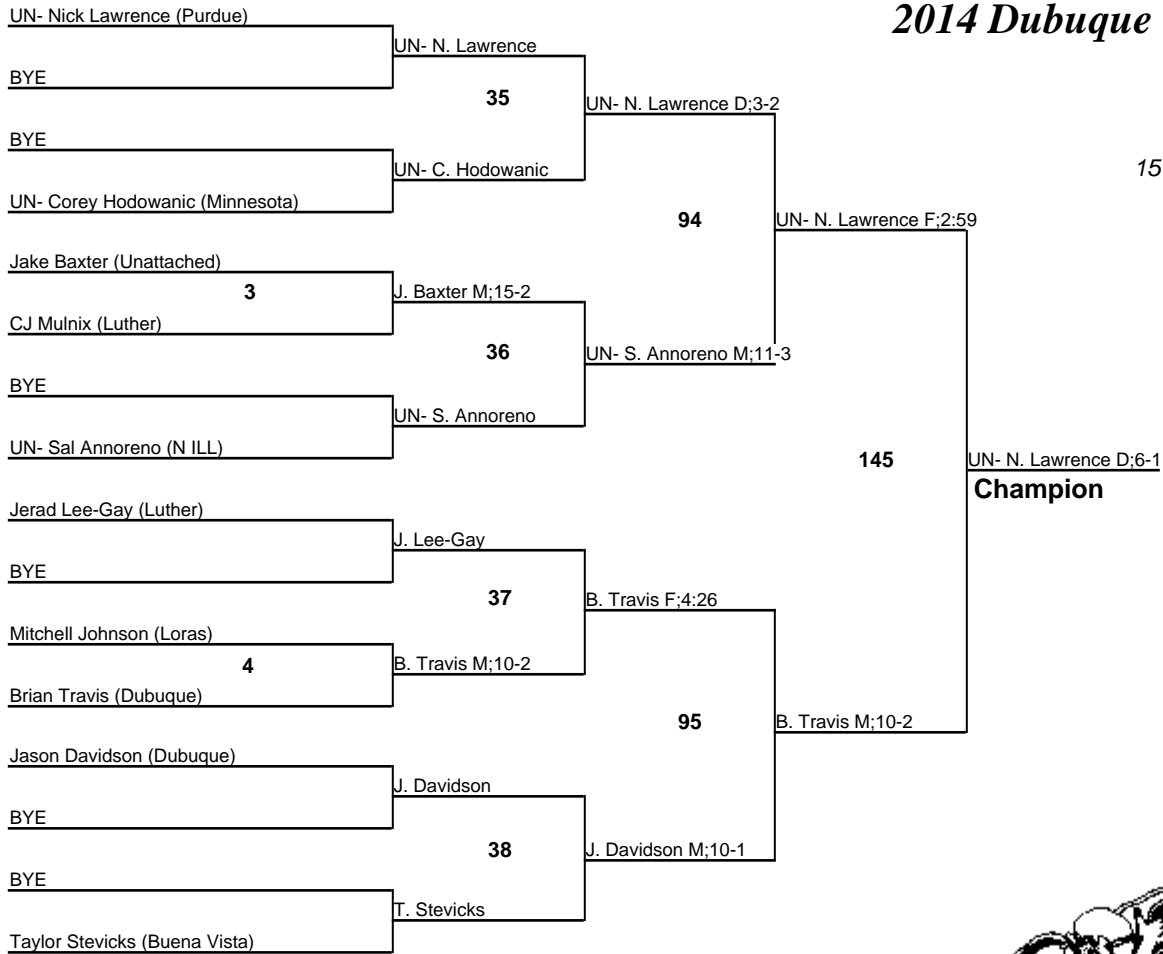 2014 Dubuque
15
UN- Nick Lawrence (Purdue)
BYE
BYE
UN- Corey Hodowanic (Minnesota)
Jake Baxter (Unattached)
3
CJ Mulnix (Luther)
BYE
UN- Sal Annoreno (N ILL)
Jerad Lee-Gay (Luther)
BYE
Mitchell Johnson (Loras)
4
Brian Travis (Dubuque)
Jason Davidson (Dubuque)
BYE
BYE
Taylor Stevicks (Buena Vista)
UN- N. Lawrence
35
UN- C. Hodowanic
J. Baxter M;15-2
36
UN- S. Annoreno
J. Lee-Gay
37
B. Travis M;10-2
J. Davidson
38
T. Stevicks
UN- N. Lawrence D;3-2
94
UN- S. Annoreno M;11-3
B. Travis F;4:26
95
J. Davidson M;10-1
UN- N. Lawrence F;2:59
145
B. Travis M;10-2
UN- N. Lawrence D;6-1
Champion